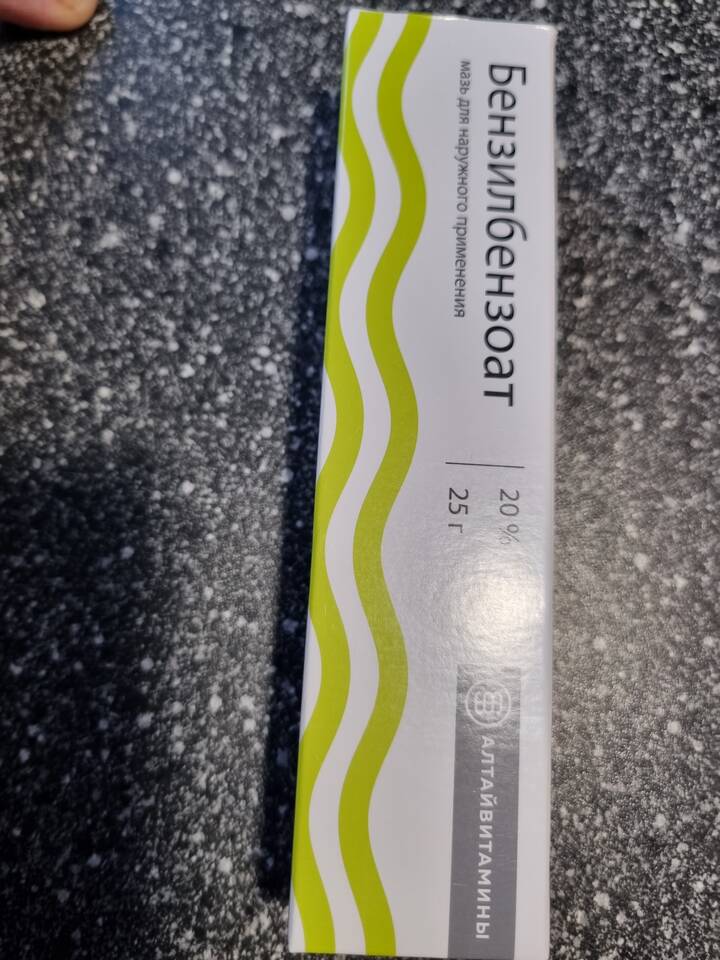 Бензилбензоат
мазь для наружного применения
20 %
25 г
АЛТАЙВИТАМИНЫ